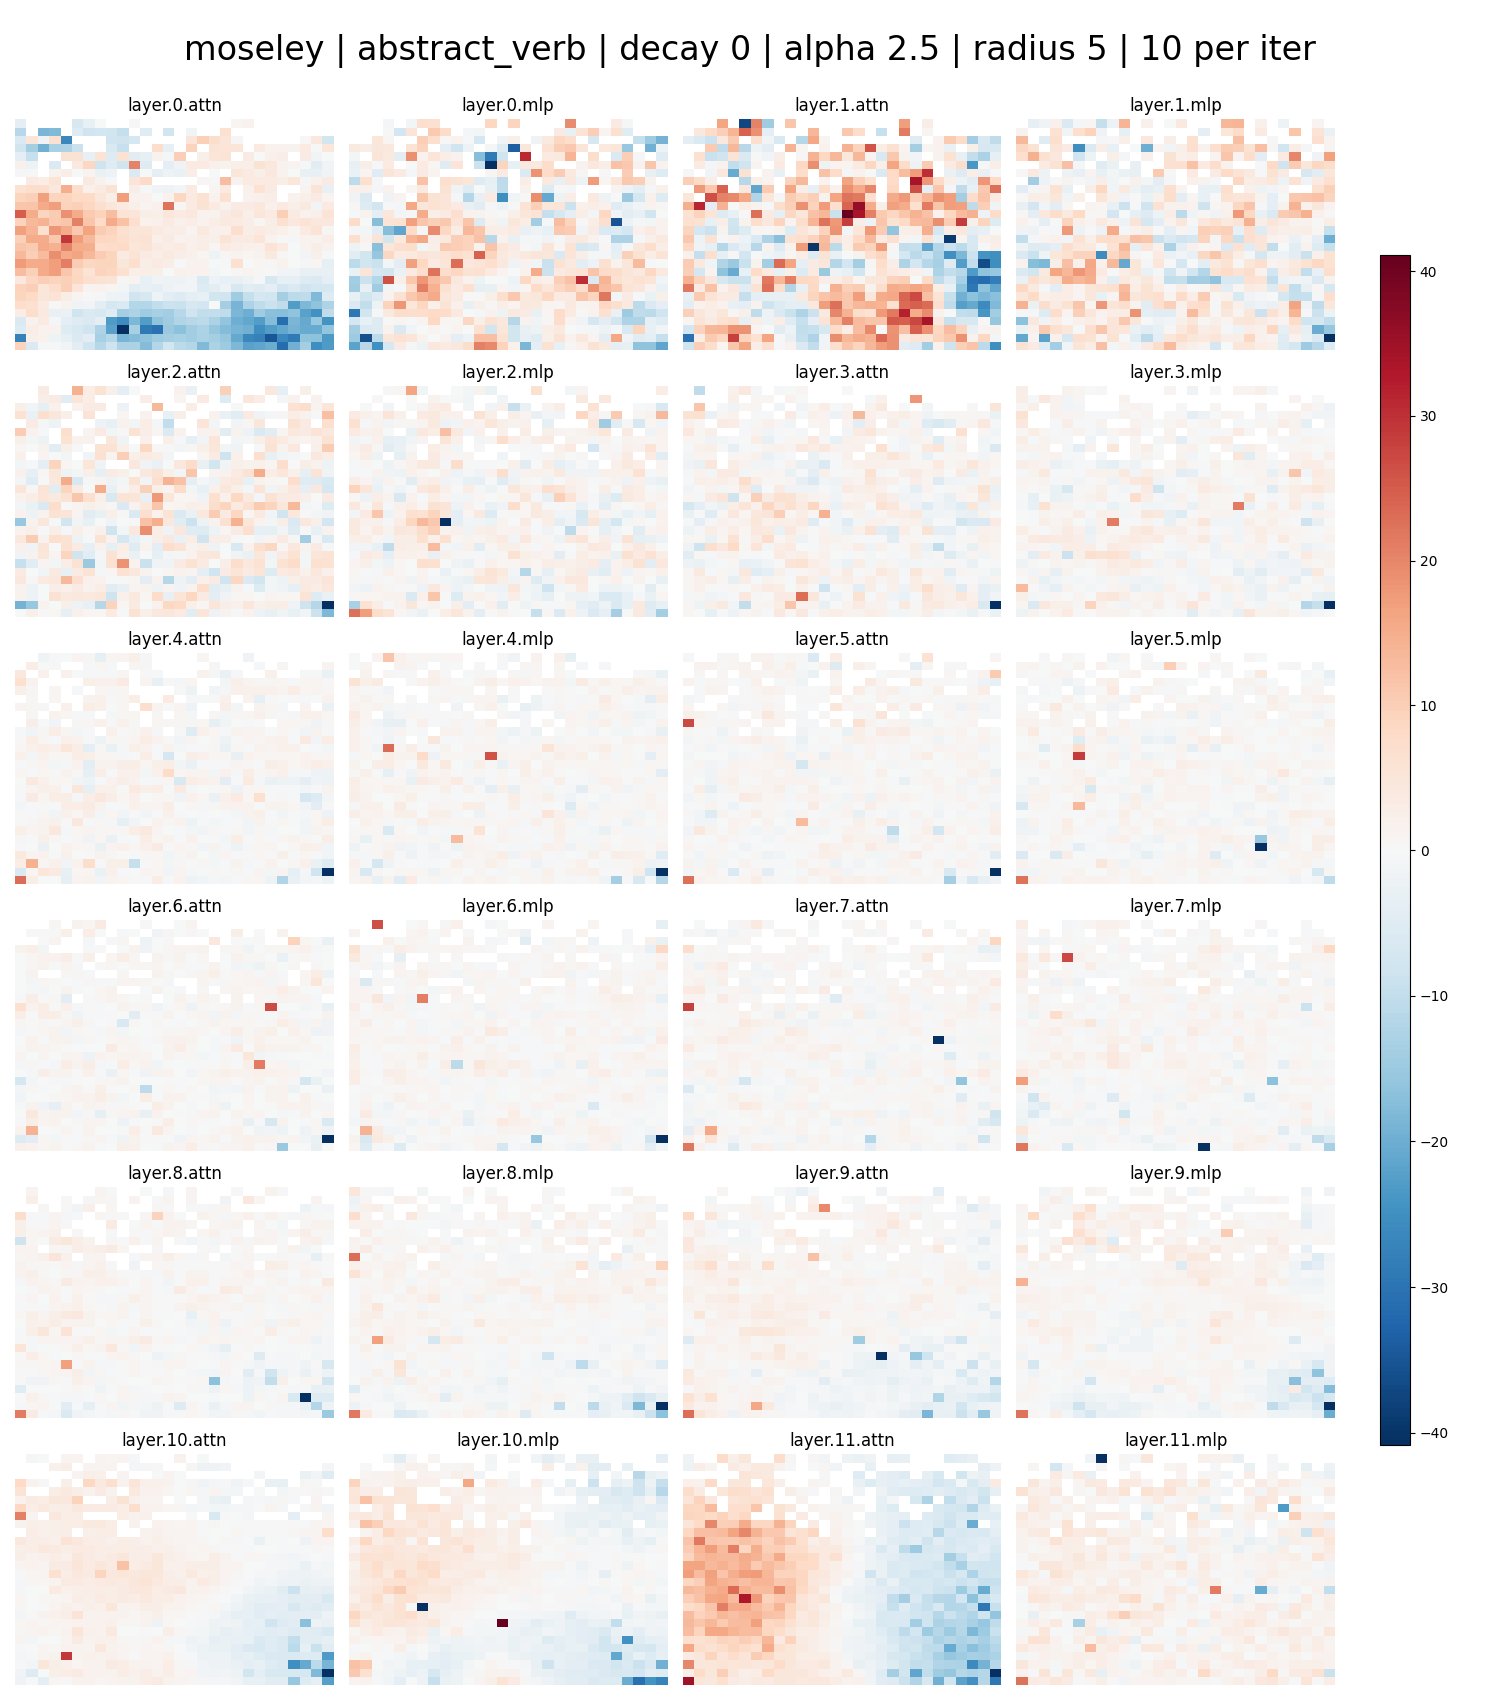 moseley | abstract_verb | decay 0 | alpha 2.5 | radius 5 | 10 per iter
layer.0.attn layer.0.mlp layer.1.attn layer.1.mlp
layer.2.attn layer.2.mlp layer.3.attn layer.3.mlp
layer.4.attn layer.4.mlp layer.5.attn layer.5.mlp
layer.6.attn layer.6.mlp layer.7.attn layer.7.mlp
layer.8.attn layer.8.mlp layer.9.attn layer.9.mlp
layer.10.attn layer.10.mlp layer.11.attn layer.11.mlp
40
30
20
10
0
−10
−20
−30
−40